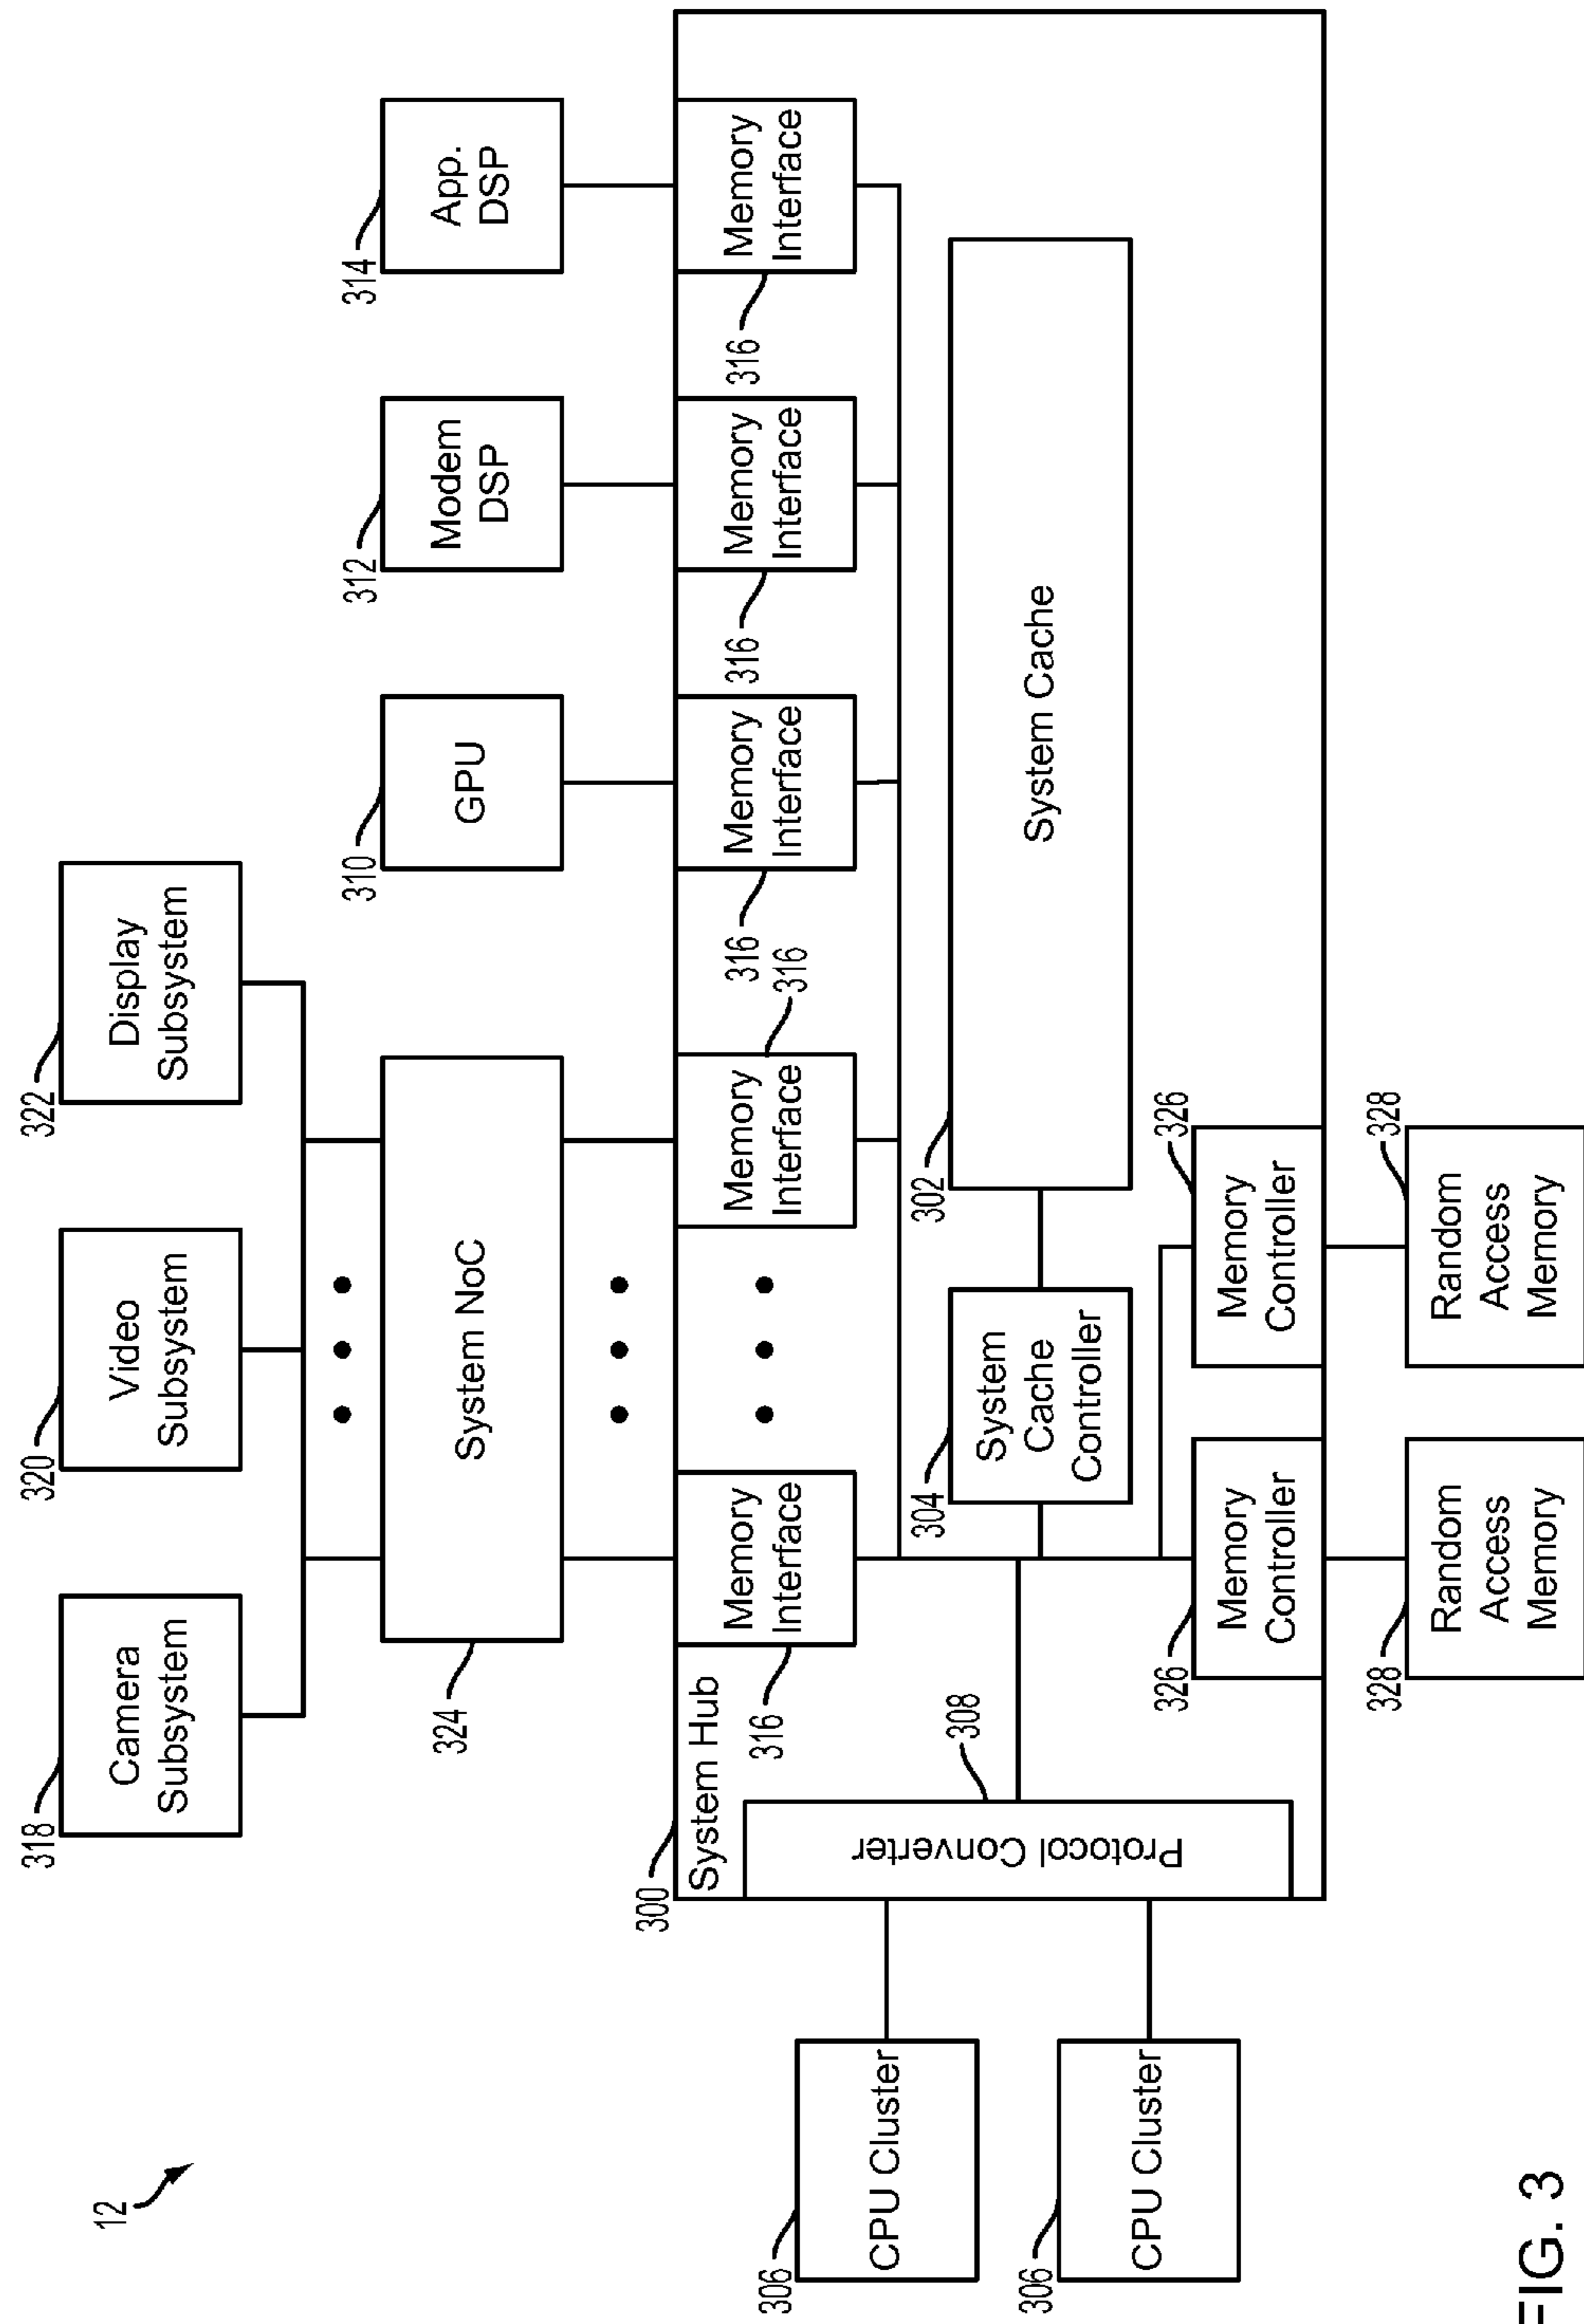 12
318
Camera
Subsystem
320
Video
Subsystem
322
Display
Subsystem
324
System NoC
310
GPU
312
Modem
DSP
314
App.
DSP
300
System Hub
316
Memory
Interface
Memory
Interface
316
316
Memory
Interface
316
Memory
Interface
316
Memory
Interface
306
CPU Cluster
306
CPU Cluster
Protocol Converter
308
304
System
Cache
Controller
302
System Cache
326
Memory
Controller
326
Memory
Controller
328
Random
Access
Memory
328
Random
Access
Memory
FIG. 3